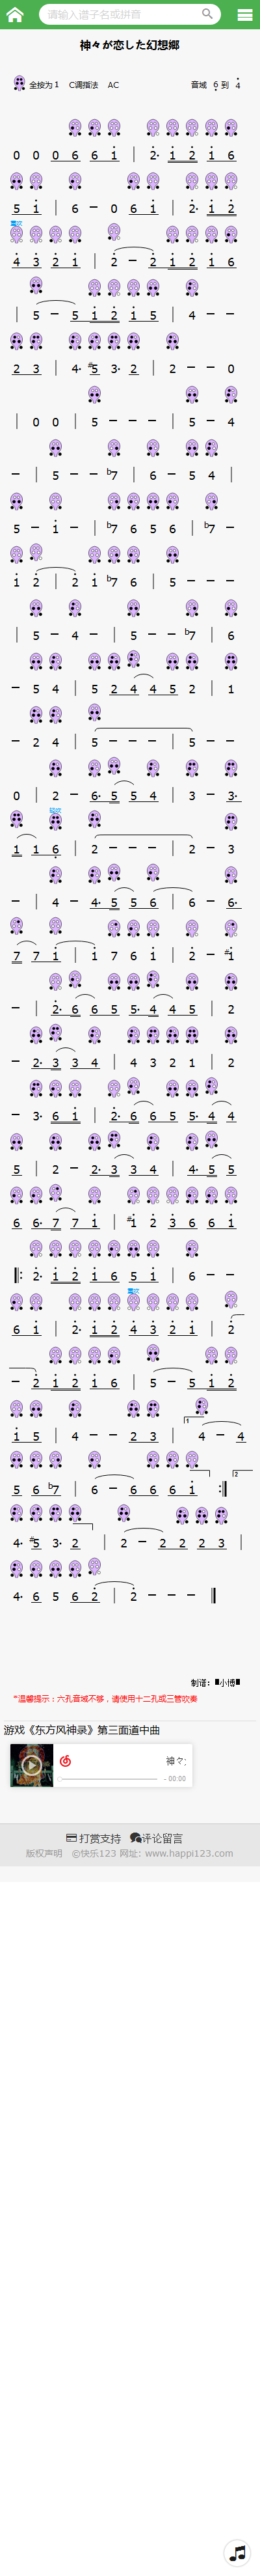 请输入谱子名或拼音
神々が恋した幻想郷
全按为1 C调指法 AC 音域 6̣ 到 4̇
0 0 0 6 6 1̇ | 2̇· 1̇ 2̇ 1̇ 6
5 1̇ | 6 – 0 6 1̇ | 2̇· 1̇ 2̇
4̇ 3̇ 2̇ 1̇ | 2̇ – 2̇ 1̇ 2̇ 1̇ 6
| 5 – 5 1̇ 2̇ 1̇ 5 | 4 – –
2 3 | 4· #5 3· 2 | 2 – – 0
| 0 0 | 5 – – – | 5 – 4
– | 5 – – b7 | 6 – 5 4 |
5 – 1̇ – | b7 6 5 6 | b7 –
1̇ 2̇ | 2̇ 1̇ b7 6 | 5 – – –
| 5 – 4 – | 5 – – b7 | 6
– 5 4 | 5 2 4 4 5 2 | 1
– 2 4 | 5 – – – | 5 –
0 | 2 – 6· 5 5 4 | 3 – 3·
1 1 6̣ | 2 – – – | 2 – 3
– | 4 – 4· 5 5 6 | 6 – 6·
7 7 1̇ | 1̇ 7 6 1̇ | 2̇ – #1̇
– | 2̇· 6 6 5 5· 4 4 5 | 2
– 2· 3 3 4 | 4 3 2 1 | 2
– 3· 6 1̇ | 2̇· 6 6 5 5· 4 4
5 | 2 – 2· 3 3 4 | 4· 5 5
6 6· 7 7 1̇ | #1̇ 2̇ 3̇ 6 6 1̇
|: 2̇· 1̇ 2̇ 1̇ 6 5 1̇ | 6 – –
6 1̇ | 2̇· 1̇ 2̇ 4̇ 3̇ 2̇ 1̇ | 2̇
– 2̇ 1̇ 2̇ 1̇ 6 | 5 – 5 1̇ 2̇
1̇ 5 | 4 – – 2 3 | 4 – 4
5 6 b7 | 6 – 6 6 6 1̇ :|
4· #5 3· 2 | 2 – 2 2 2 3 |
4· 6 5 6 2̇ | 2̇ – – – ‖
制谱：∎小博∎
*温馨提示：六孔音域不够，请使用十二孔或三管吹奏
游戏《东方风神录》第三面道中曲
神々;
- 00:00
打赏支持 评论留言
版权声明 ©快乐123 网址: www.happi123.com